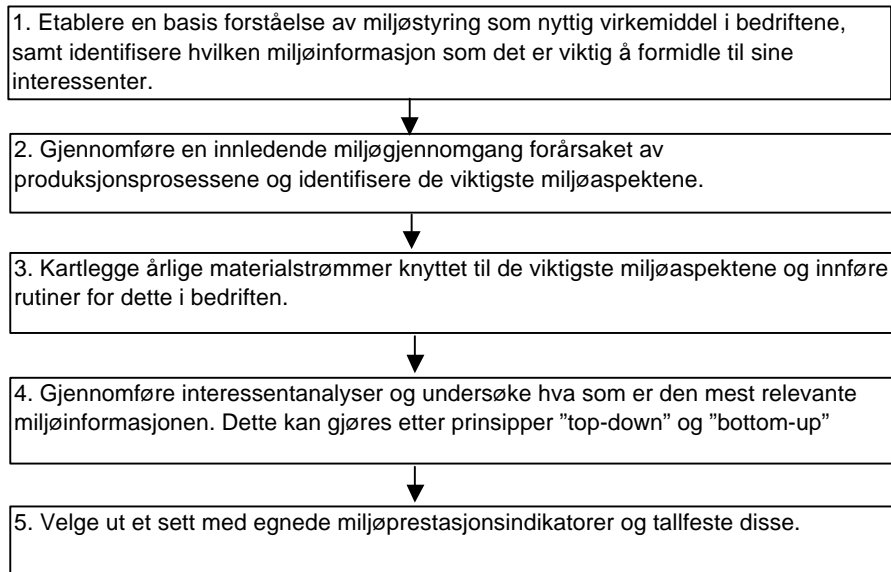 1. Etablere en basis forståelse av miljøstyring som nyttig virkemiddel i bedriftene,
samt identifisere hvilken miljøinformasjon som det er viktig å formidle til sine
interessenter.
2. Gjennomføre en innledende miljøgjennomgang forårsaket av
produksjonsprosessene og identifisere de viktigste miljøaspektene.
3. Kartlegge årlige materialstrømmer knyttet til de viktigste miljøaspektene og innføre
rutiner for dette i bedriften.
4. Gjennomføre interessentanalyser og undersøke hva som er den mest relevante
miljøinformasjonen. Dette kan gjøres etter prinsipper ”top-down” og ”bottom-up”
5. Velge ut et sett med egnede miljøprestasjonsindikatorer og tallfeste disse.